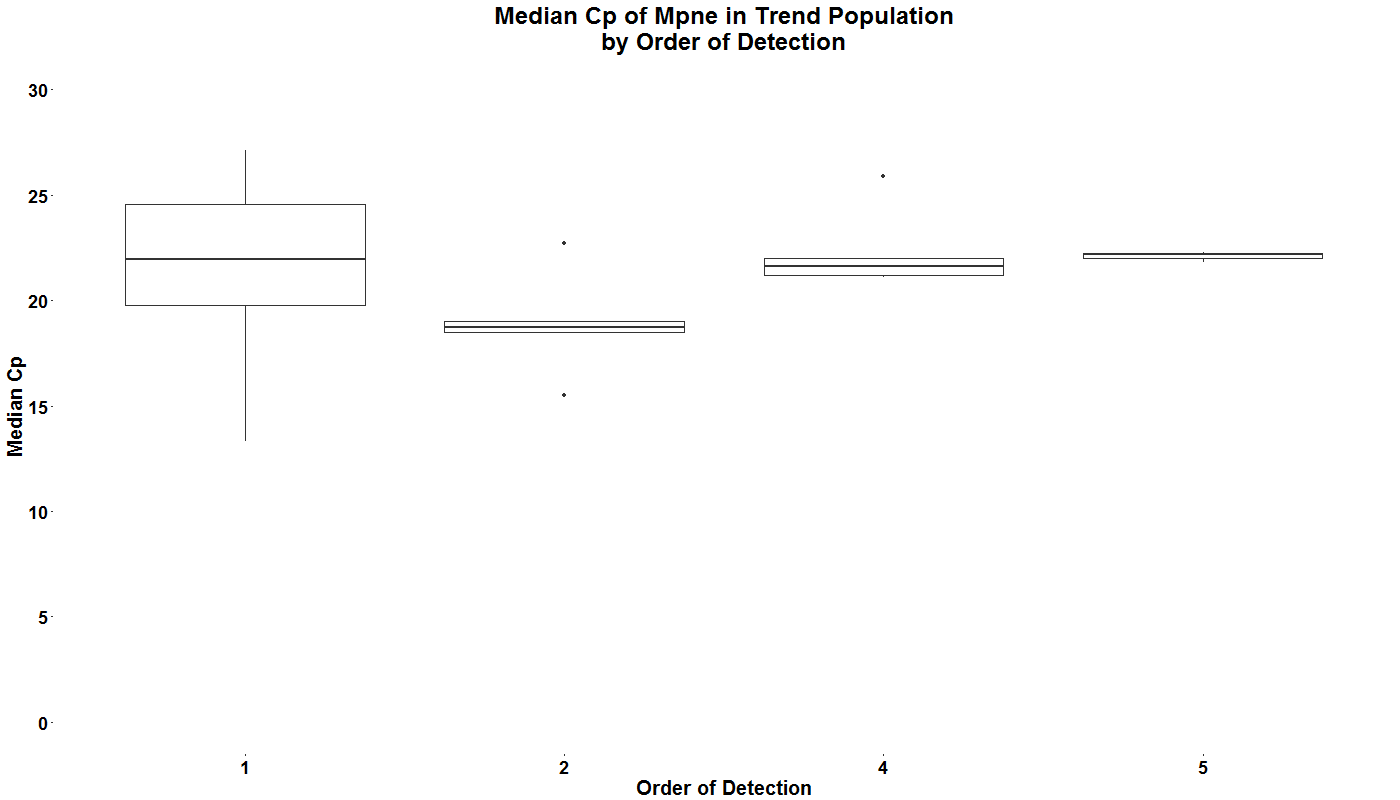 Median Cp of Mpne in Trend Population
by Order of Detection
30
25
20
15
10
5
0
Median Cp
1 2 4 5
Order of Detection